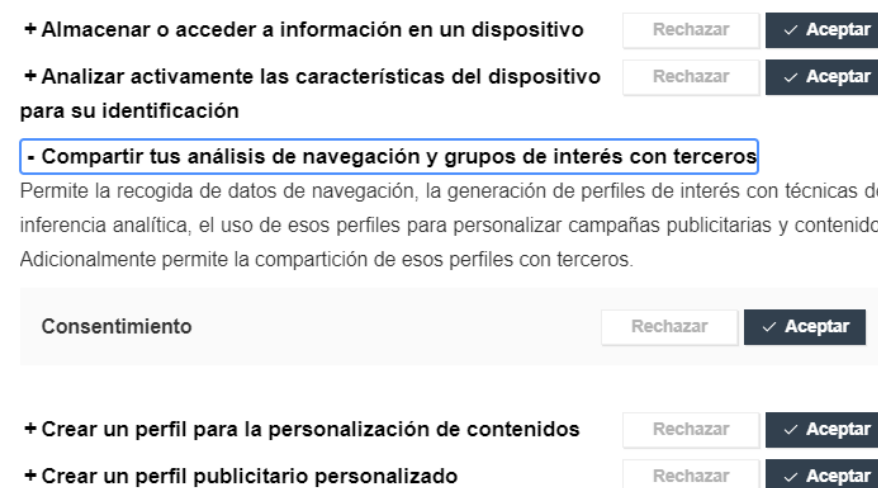 + Almacenar o acceder a información en un dispositivo Rechazar ✓ Aceptar
+ Analizar activamente las características del dispositivo Rechazar ✓ Aceptar
para su identificación
- Compartir tus análisis de navegación y grupos de interés con terceros
Permite la recogida de datos de navegación, la generación de perfiles de interés con técnicas de
inferencia analítica, el uso de esos perfiles para personalizar campañas publicitarias y contenido
Adicionalmente permite la compartición de esos perfiles con terceros.
Consentimiento Rechazar ✓ Aceptar
+ Crear un perfil para la personalización de contenidos Rechazar ✓ Aceptar
+ Crear un perfil publicitario personalizado Rechazar ✓ Aceptar